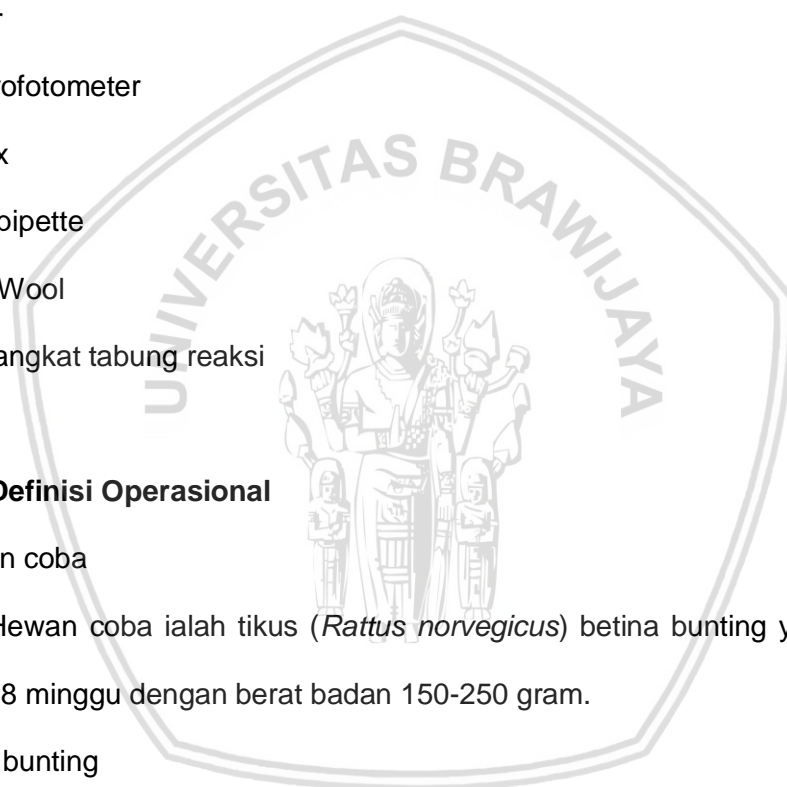 rofotometer
x
pipette
Wool
angkat tabung reaksi
UNIVERSITAS BRAWIJAYA
Definisi Operasional
n coba
Hewan coba ialah tikus (Rattus norvegicus) betina bunting y
8 minggu dengan berat badan 150-250 gram.
bunting